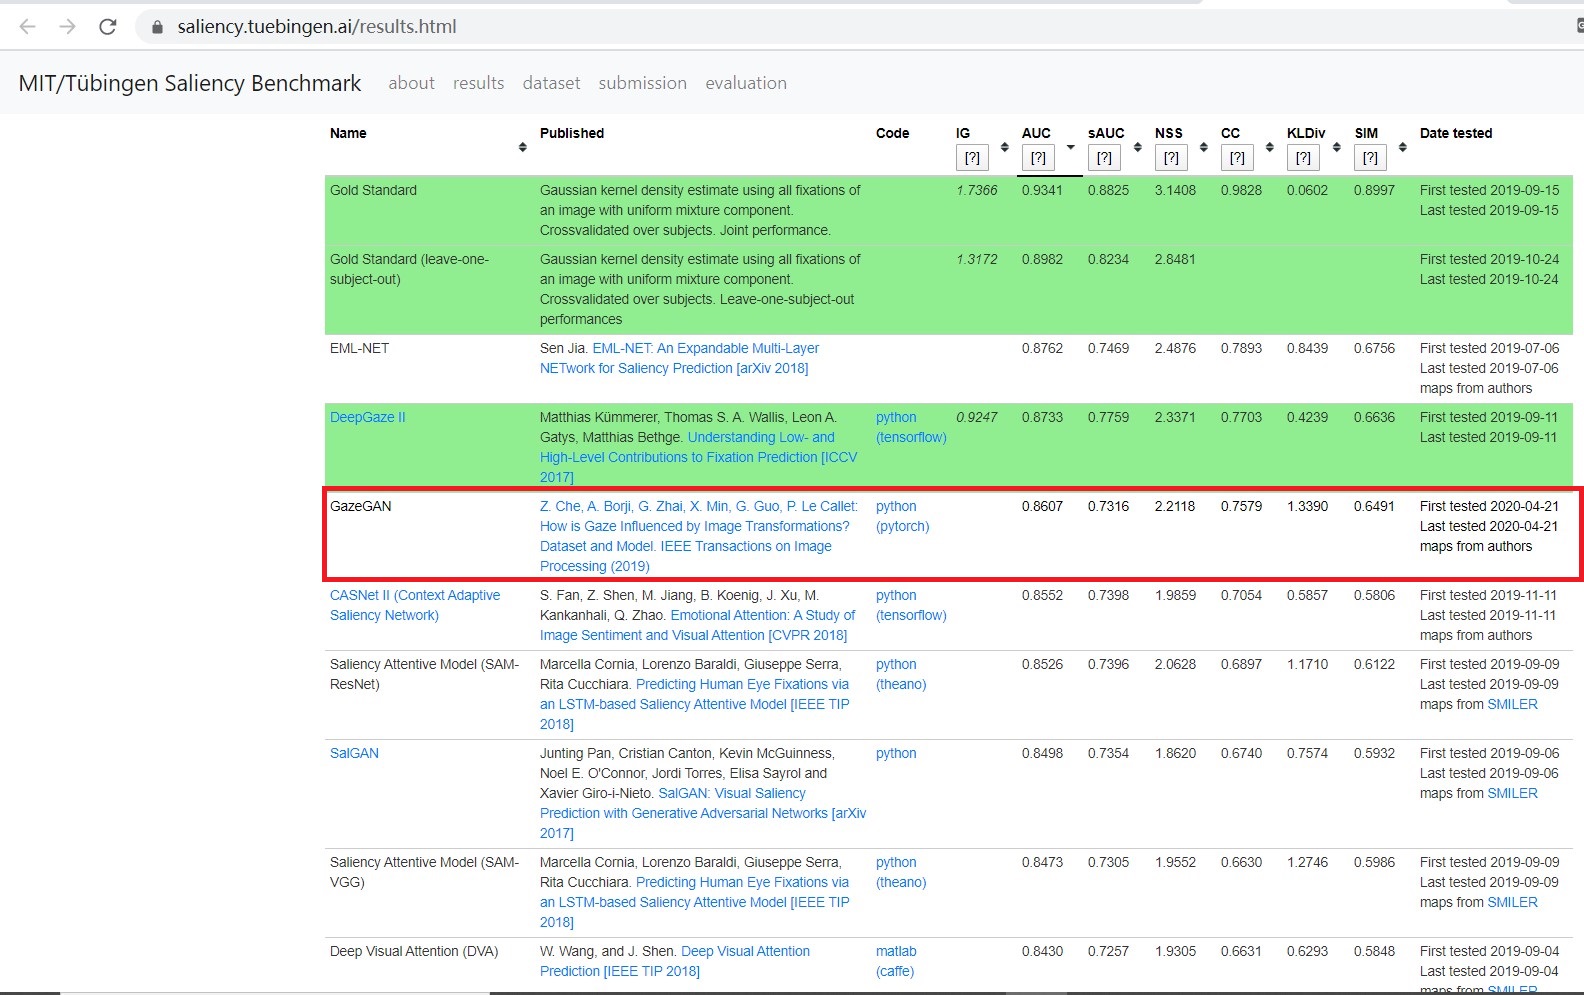 saliency.tuebingen.ai/results.html
MIT/Tübingen Saliency Benchmark about results dataset submission evaluation
Name Published Code IG AUC sAUC NSS CC KLDiv SIM Date tested
[?] [?] [?] [?] [?] [?] [?]
Gold Standard Gaussian kernel density estimate using all fixations of 1.7366 0.9341 0.8825 3.1408 0.9828 0.0602 0.8997 First tested 2019-09-15
an image with uniform mixture component. Last tested 2019-09-15
Crossvalidated over subjects. Joint performance.
Gold Standard (leave-one- Gaussian kernel density estimate using all fixations of 1.3172 0.8982 0.8234 2.8481 First tested 2019-10-24
subject-out) an image with uniform mixture component. Last tested 2019-10-24
Crossvalidated over subjects. Leave-one-subject-out
performances
EML-NET Sen Jia. EML-NET: An Expandable Multi-Layer 0.8762 0.7469 2.4876 0.7893 0.8439 0.6756 First tested 2019-07-06
NETwork for Saliency Prediction [arXiv 2018] Last tested 2019-07-06
maps from authors
DeepGaze II Matthias Kümmerer, Thomas S. A. Wallis, Leon A. python 0.9247 0.8733 0.7759 2.3371 0.7703 0.4239 0.6636 First tested 2019-09-11
Gatys, Matthias Bethge. Understanding Low- and (tensorflow) Last tested 2019-09-11
High-Level Contributions to Fixation Prediction [ICCV
2017]
GazeGAN Z. Che, A. Borji, G. Zhai, X. Min, G. Guo, P. Le Callet: python 0.8607 0.7316 2.2118 0.7579 1.3390 0.6491 First tested 2020-04-21
How is Gaze Influenced by Image Transformations? (pytorch) Last tested 2020-04-21
Dataset and Model. IEEE Transactions on Image maps from authors
Processing (2019)
CASNet II (Context Adaptive S. Fan, Z. Shen, M. Jiang, B. Koenig, J. Xu, M. python 0.8552 0.7398 1.9859 0.7054 0.5857 0.5806 First tested 2019-11-11
Saliency Network) Kankanhali, Q. Zhao. Emotional Attention: A Study of (tensorflow) Last tested 2019-11-11
Image Sentiment and Visual Attention [CVPR 2018] maps from authors
Saliency Attentive Model (SAM- Marcella Cornia, Lorenzo Baraldi, Giuseppe Serra, python 0.8526 0.7396 2.0628 0.6897 1.1710 0.6122 First tested 2019-09-09
ResNet) Rita Cucchiara. Predicting Human Eye Fixations via (theano) Last tested 2019-09-09
an LSTM-based Saliency Attentive Model [IEEE TIP maps from SMILER
2018]
SalGAN Junting Pan, Cristian Canton, Kevin McGuinness, python 0.8498 0.7354 1.8620 0.6740 0.7574 0.5932 First tested 2019-09-06
Noel E. O'Connor, Jordi Torres, Elisa Sayrol and Last tested 2019-09-06
Xavier Giro-i-Nieto. SalGAN: Visual Saliency maps from SMILER
Prediction with Generative Adversarial Networks [arXiv
2017]
Saliency Attentive Model (SAM- Marcella Cornia, Lorenzo Baraldi, Giuseppe Serra, python 0.8473 0.7305 1.9552 0.6630 1.2746 0.5986 First tested 2019-09-09
VGG) Rita Cucchiara. Predicting Human Eye Fixations via (theano) Last tested 2019-09-09
an LSTM-based Saliency Attentive Model [IEEE TIP maps from SMILER
2018]
Deep Visual Attention (DVA) W. Wang, and J. Shen. Deep Visual Attention matlab 0.8430 0.7257 1.9305 0.6631 0.6293 0.5848 First tested 2019-09-04
Prediction [IEEE TIP 2018] (caffe) Last tested 2019-09-04
maps from SMILER